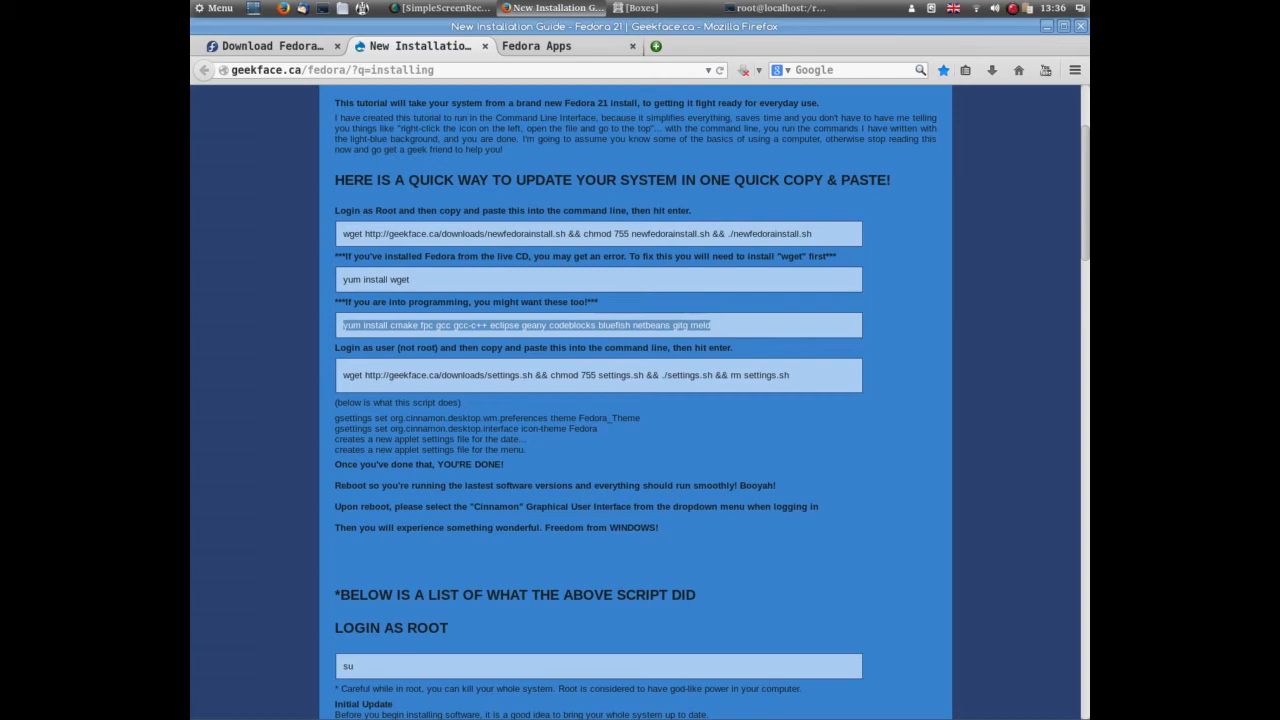 Menu
[SimpleScreenRec...
New Installation G...
[Boxes]
root@localhost:/r...
13:36
New Installation Guide - Fedora 21 | Geekface.ca - Mozilla Firefox
Download Fedora...
New Installatio...
Fedora Apps
geekface.ca/fedora/?q=installing
Google
This tutorial will take your system from a brand new Fedora 21 install, to getting it fight ready for everyday use.
I have created this tutorial to run in the Command Line Interface, because it simplifies everything, saves time and you don't have to have me telling
you things like "right-click the icon on the left, open the file and go to the top"... with the command line, you run the commands I have written with
the light-blue background, and you are done. I'm going to assume you know some of the basics of using a computer, otherwise stop reading this
now and go get a geek friend to help you!
HERE IS A QUICK WAY TO UPDATE YOUR SYSTEM IN ONE QUICK COPY & PASTE!
Login as Root and then copy and paste this into the command line, then hit enter.
wget http://geekface.ca/downloads/newfedorainstall.sh && chmod 755 newfedorainstall.sh && ./newfedorainstall.sh
***If you've installed Fedora from the live CD, you may get an error. To fix this you will need to install "wget" first***
yum install wget
***If you are into programming, you might want these too!***
yum install cmake fpc gcc gcc-c++ eclipse geany codeblocks bluefish netbeans gitg meld
Login as user (not root) and then copy and paste this into the command line, then hit enter.
wget http://geekface.ca/downloads/settings.sh && chmod 755 settings.sh && ./settings.sh && rm settings.sh
(below is what this script does)
gsettings set org.cinnamon.desktop.wm.preferences theme Fedora_Theme
gsettings set org.cinnamon.desktop.interface icon-theme Fedora
creates a new applet settings file for the date...
creates a new applet settings file for the menu.
Once you've done that, YOU'RE DONE!
Reboot so you're running the lastest software versions and everything should run smoothly! Booyah!
Upon reboot, please select the "Cinnamon" Graphical User Interface from the dropdown menu when logging in
Then you will experience something wonderful. Freedom from WINDOWS!
*BELOW IS A LIST OF WHAT THE ABOVE SCRIPT DID
LOGIN AS ROOT
su
* Careful while in root, you can kill your whole system. Root is considered to have god-like power in your computer.
Initial Update
Before you begin installing software, it is a good idea to bring your whole system up to date.